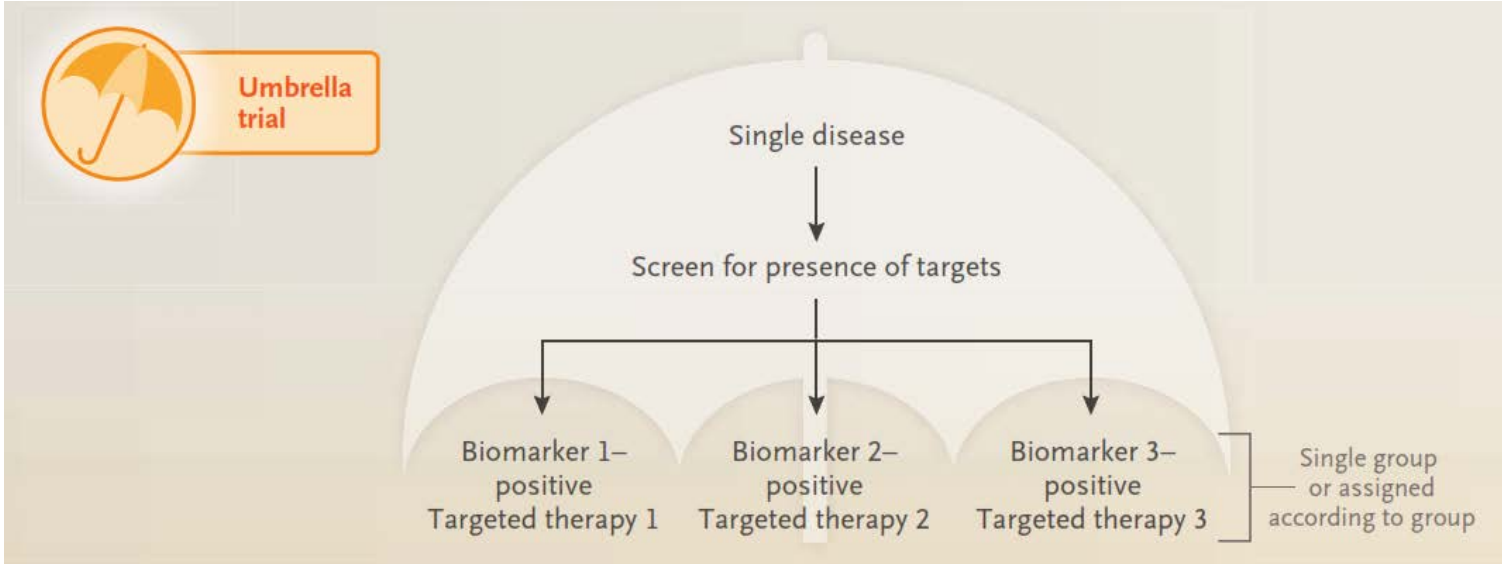 Umbrella
trial
Single disease
Screen for presence of targets
Biomarker 1–
positive
Targeted therapy 1
Biomarker 2–
positive
Targeted therapy 2
Biomarker 3–
positive
Targeted therapy 3
Single group
or assigned
according to group